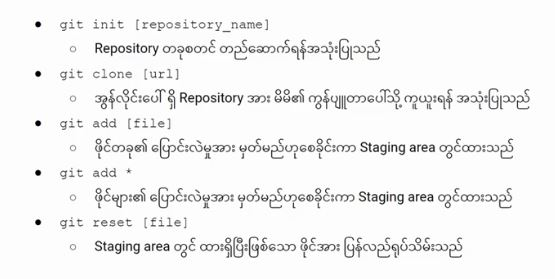 ● git init [repository_name]
○ Repository တခုစတင် တည်ဆောက်ရန်အသုံးပြုသည်
● git clone [url]
○ အွန်လိုင်းပေါ် ရှိ Repository အား မိမိ၏ ကွန်ပျူတာပေါ်သို့ ကူယူးရန် အသုံးပြုသည်
● git add [file]
○ ဖိုင်တခု၏ ပြောင်းလဲမှုအား မှတ်မည်ဟုစေခိုင်းကာ Staging area တွင်ထားသည်
● git add *
○ ဖိုင်များ၏ ပြောင်းလဲမှုအား မှတ်မည်ဟုစေခိုင်းကာ Staging area တွင်ထားသည်
● git reset [file]
○ Staging area တွင် ထားရှိပြီးဖြစ်သော ဖိုင်အား ပြန်လည်ရုပ်သိမ်းသည်